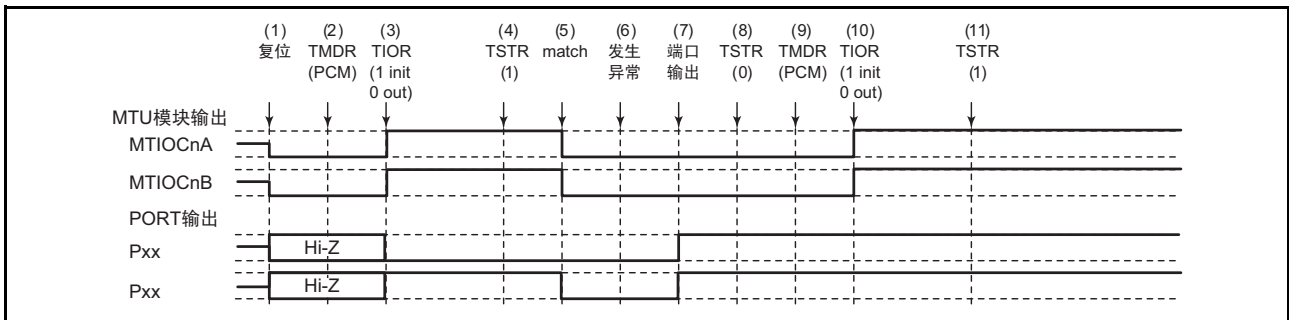 (1) (2) (3) (4) (5) (6) (7) (8) (9) (10) (11)
复位 TMDR TIOR TSTR match 发生 端口 TSTR TMDR TIOR TSTR
(PCM) (1 init (1) 异常 输出 (0) (PCM) (1 init (1)
0 out) 0 out)
MTU模块输出
MTIOCnA
MTIOCnB
PORT输出
Pxx Hi-Z
Pxx Hi-Z